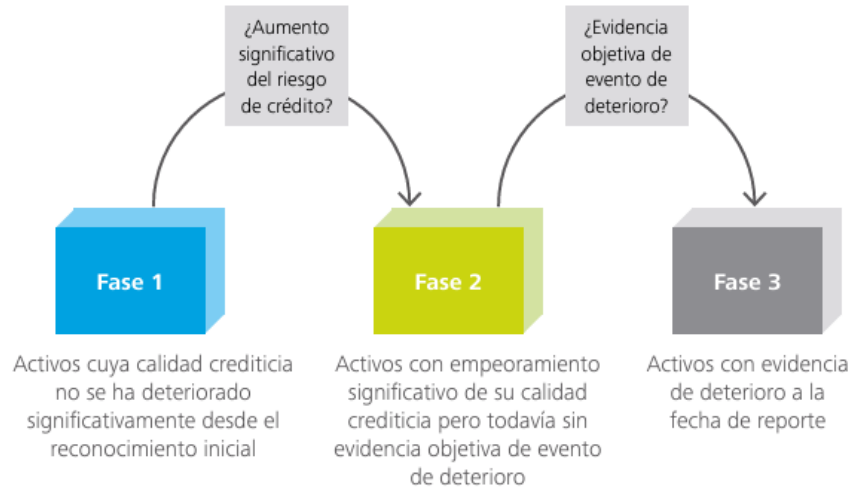 ¿Aumento
significativo
del riesgo
de crédito?
¿Evidencia
objetiva de
evento de
deterioro?
Fase 1
Fase 2
Fase 3
Activos cuya calidad crediticia
no se ha deteriorado
significativamente desde el
reconocimiento inicial
Activos con empeoramiento
significativo de su calidad
crediticia pero todavía sin
evidencia objetiva de evento
de deterioro
Activos con evidencia
de deterioro a la
fecha de reporte